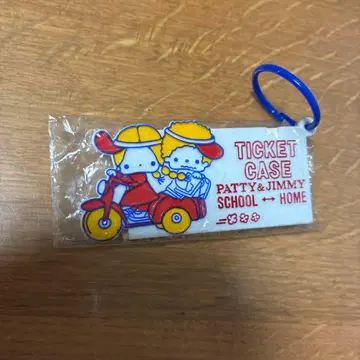 TICKET
CASE
PATTY & JIMMY
SCHOOL ↔ HOME